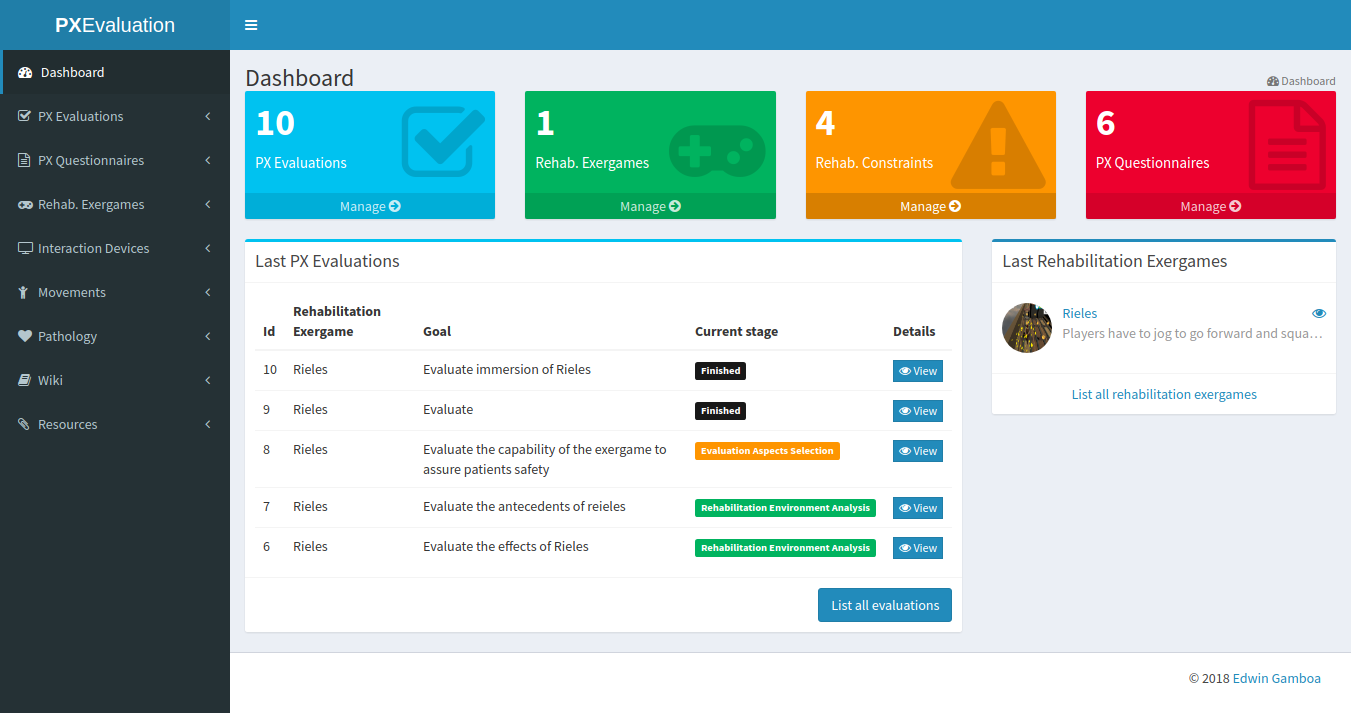 PXEvaluation
Dashboard
PX Evaluations
PX Questionnaires
Rehab. Exergames
Interaction Devices
Movements
Pathology
Wiki
Resources
Dashboard
Dashboard
10
PX Evaluations
Manage
1
Rehab. Exergames
Manage
4
Rehab. Constraints
Manage
6
PX Questionnaires
Manage
Last PX Evaluations
Id Rehabilitation Exergame Goal Current stage Details
10 Rieles Evaluate immersion of Rieles Finished View
9 Rieles Evaluate Finished View
8 Rieles Evaluate the capability of the exergame to Evaluation Aspects Selection View
assure patients safety
7 Rieles Evaluate the antecedents of reieles Rehabilitation Environment Analysis View
6 Rieles Evaluate the effects of Rieles Rehabilitation Environment Analysis View
List all evaluations
Last Rehabilitation Exergames
Rieles
Players have to jog to go forward and squa...
List all rehabilitation exergames
© 2018 Edwin Gamboa